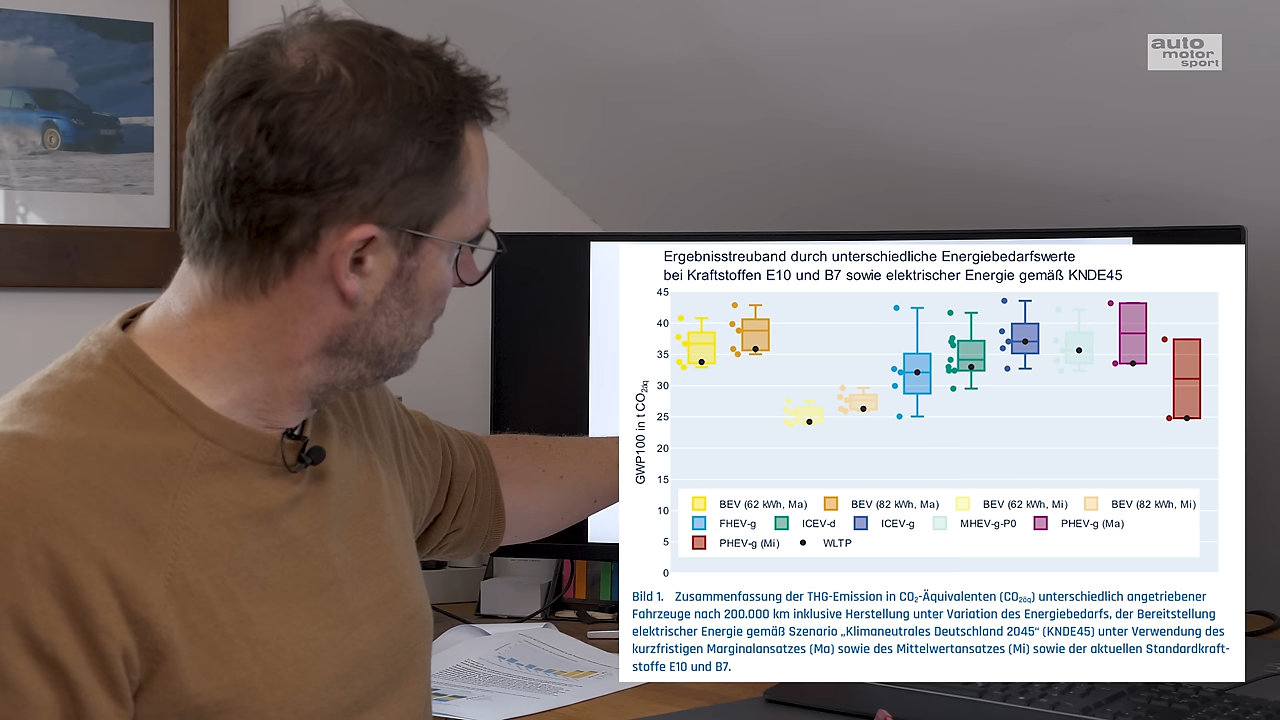 auto
motor
sport
Ergebnisstreuband durch unterschiedliche Energiebedarfswerte
bei Kraftstoffen E10 und B7 sowie elektrischer Energie gemäß KNDE45
45
40
35
30
25
20
15
10
5
0
GWP100 in t CO₂äq
BEV (62 kWh, Ma) BEV (82 kWh, Ma) BEV (62 kWh, Mi) BEV (82 kWh, Mi)
FHEV-g ICEV-d ICEV-g MHEV-g-P0 PHEV-g (Ma)
PHEV-g (Mi) WLTP
Bild 1. Zusammenfassung der THG-Emission in CO₂-Äquivalenten (CO₂äq) unterschiedlich angetriebener
Fahrzeuge nach 200.000 km inklusive Herstellung unter Variation des Energiebedarfs, der Bereitstellung
elektrischer Energie gemäß Szenario „Klimaneutrales Deutschland 2045“ (KNDE45) unter Verwendung des
kurzfristigen Marginalansatzes (Ma) sowie des Mittelwertansatzes (Mi) sowie der aktuellen Standardkraft-
stoffe E10 und B7.